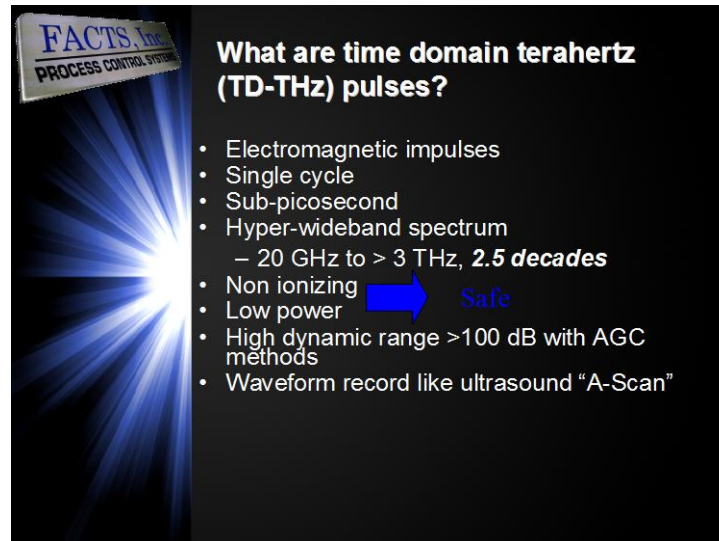 FACTS, Inc.
PROCESS CONTROL SYSTEMS
What are time domain terahertz
(TD-THz) pulses?
• Electromagnetic impulses
• Single cycle
• Sub-picosecond
• Hyper-wideband spectrum
– 20 GHz to > 3 THz, 2.5 decades
• Non ionizing
Safe
• Low power
• High dynamic range >100 dB with AGC
methods
• Waveform record like ultrasound “A-Scan”